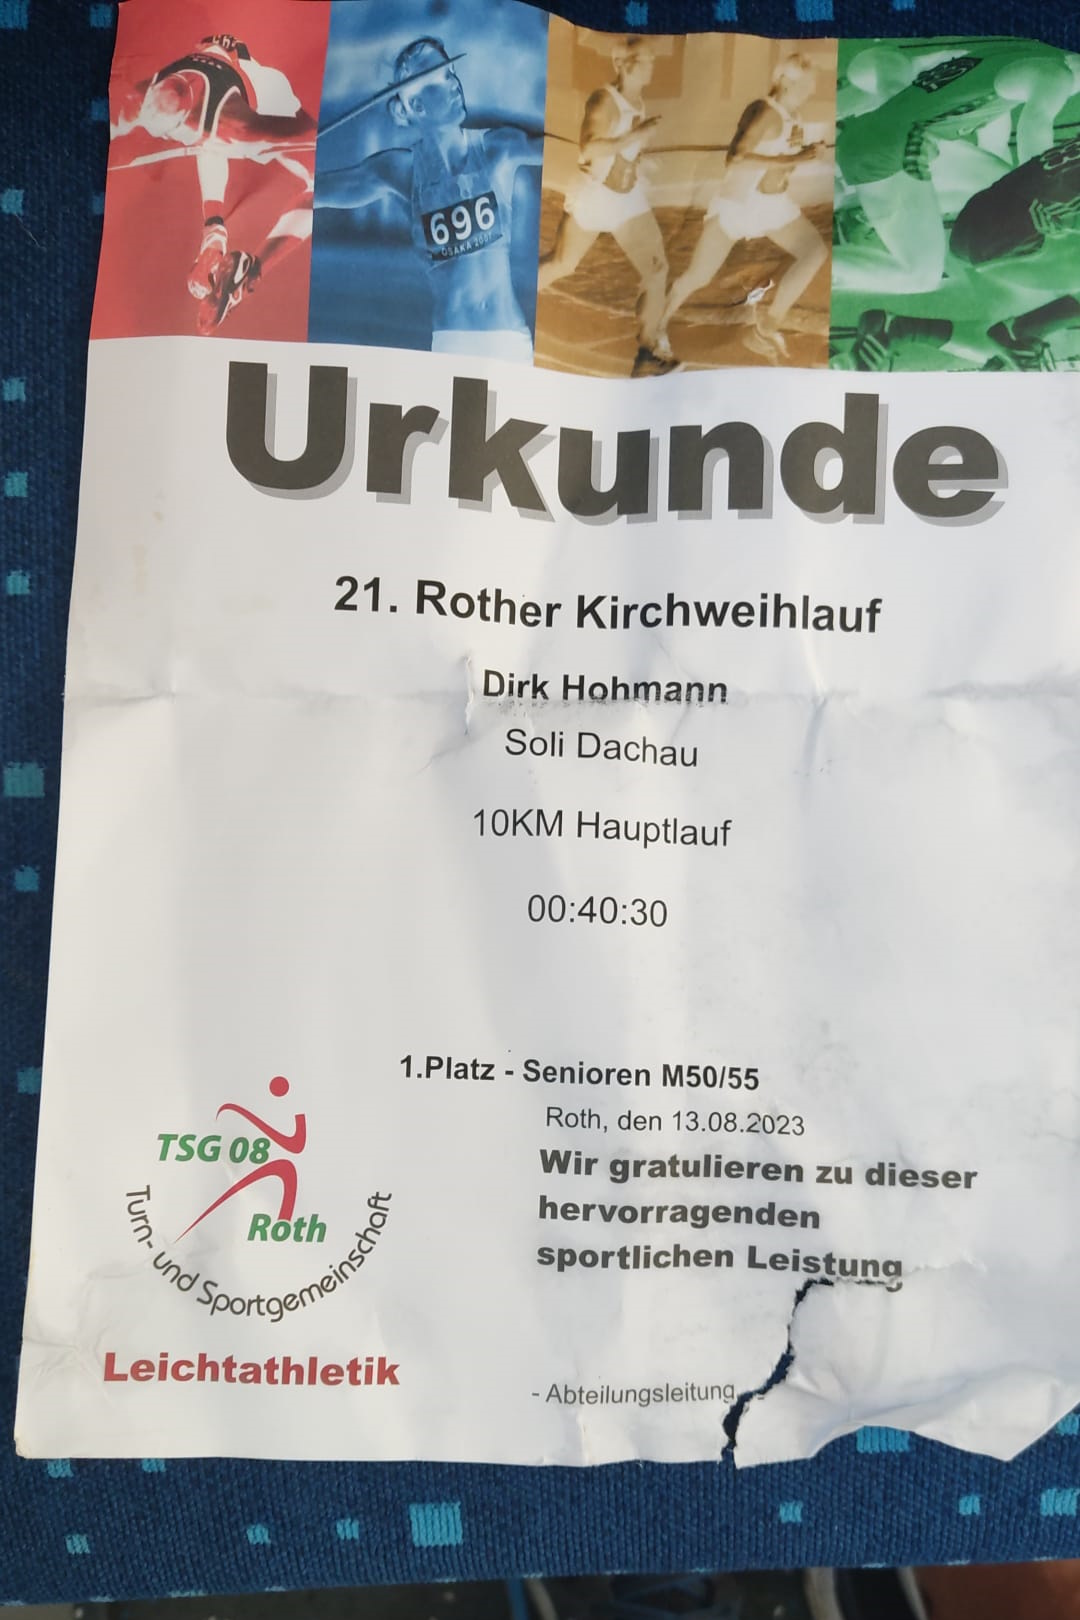 696
OSAKA 2007
Urkunde
21. Rother Kirchweihlauf
Dirk Hohmann
Soli Dachau
10KM Hauptlauf
00:40:30
1.Platz - Senioren M50/55
Roth, den 13.08.2023
Wir gratulieren zu dieser
hervorragenden
sportlichen Leistung
TSG 08
Roth
Turn- und Sportgemeinschaft
Leichtathletik
- Abteilungsleitung -